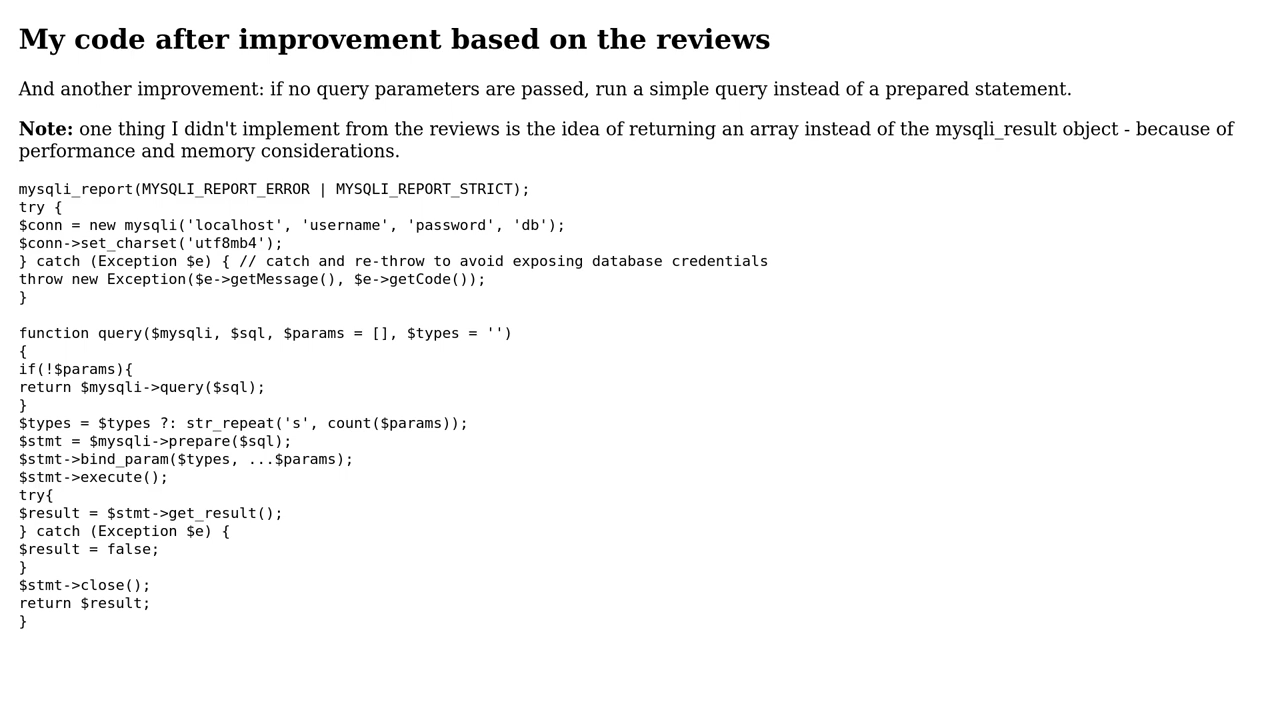 My code after improvement based on the reviews
And another improvement: if no query parameters are passed, run a simple query instead of a prepared statement.
Note: one thing I didn't implement from the reviews is the idea of returning an array instead of the mysqli_result object - because of
performance and memory considerations.
mysqli_report(MYSQLI_REPORT_ERROR | MYSQLI_REPORT_STRICT);
try {
$conn = new mysqli('localhost', 'username', 'password', 'db');
$conn->set_charset('utf8mb4');
} catch (Exception $e) { // catch and re-throw to avoid exposing database credentials
throw new Exception($e->getMessage(), $e->getCode());
}
function query($mysqli, $sql, $params = [], $types = '')
{
if(!$params){
return $mysqli->query($sql);
}
$types = $types ?: str_repeat('s', count($params));
$stmt = $mysqli->prepare($sql);
$stmt->bind_param($types, ...$params);
$stmt->execute();
try{
$result = $stmt->get_result();
} catch (Exception $e) {
$result = false;
}
$stmt->close();
return $result;
}